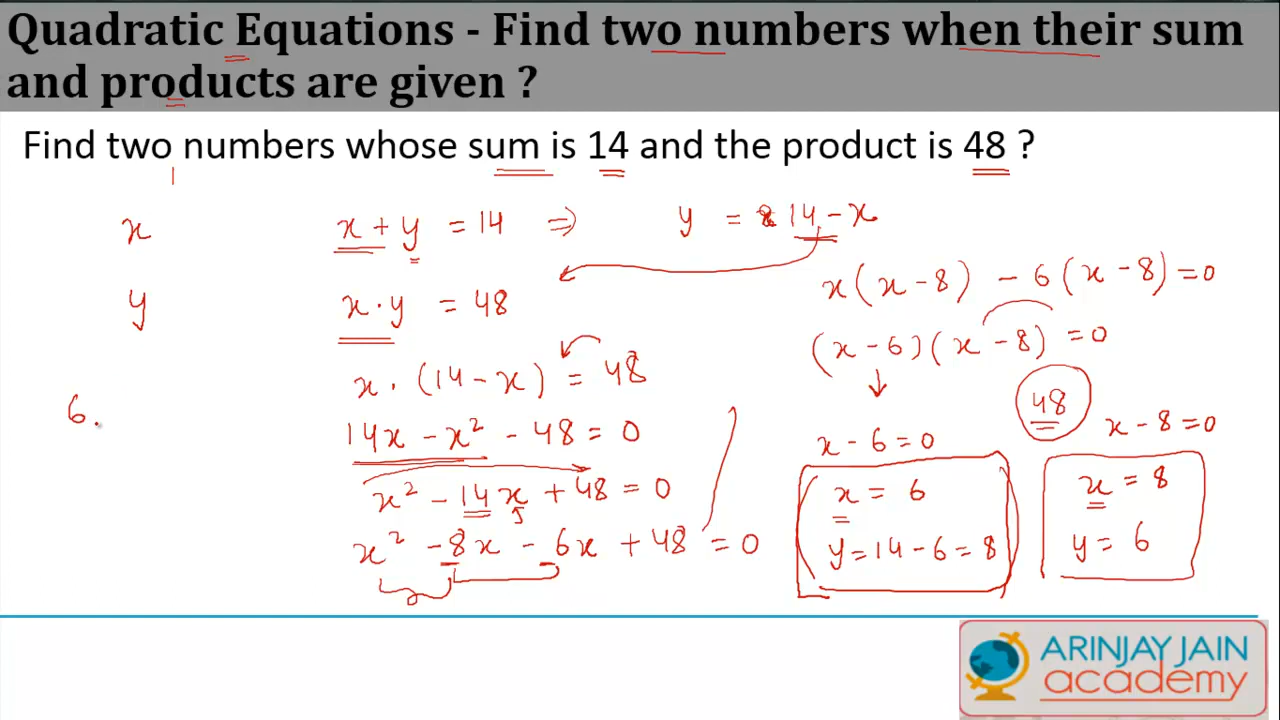 Quadratic Equations - Find two numbers when their sum
and products are given ?
Find two numbers whose sum is 14 and the product is 48 ?
x
x + y = 14 ⇒ y = 14 - x
y
x · y = 48
x · (14 - x) = 48
14x - x² - 48 = 0
x² - 14x + 48 = 0
x² - 8x - 6x + 48 = 0
6.
x(x - 8) - 6(x - 8) = 0
(x - 6)(x - 8) = 0
48
x - 6 = 0
x = 6
y = 14 - 6 = 8
x - 8 = 0
x = 8
y = 6
ARINJAY JAIN
academy